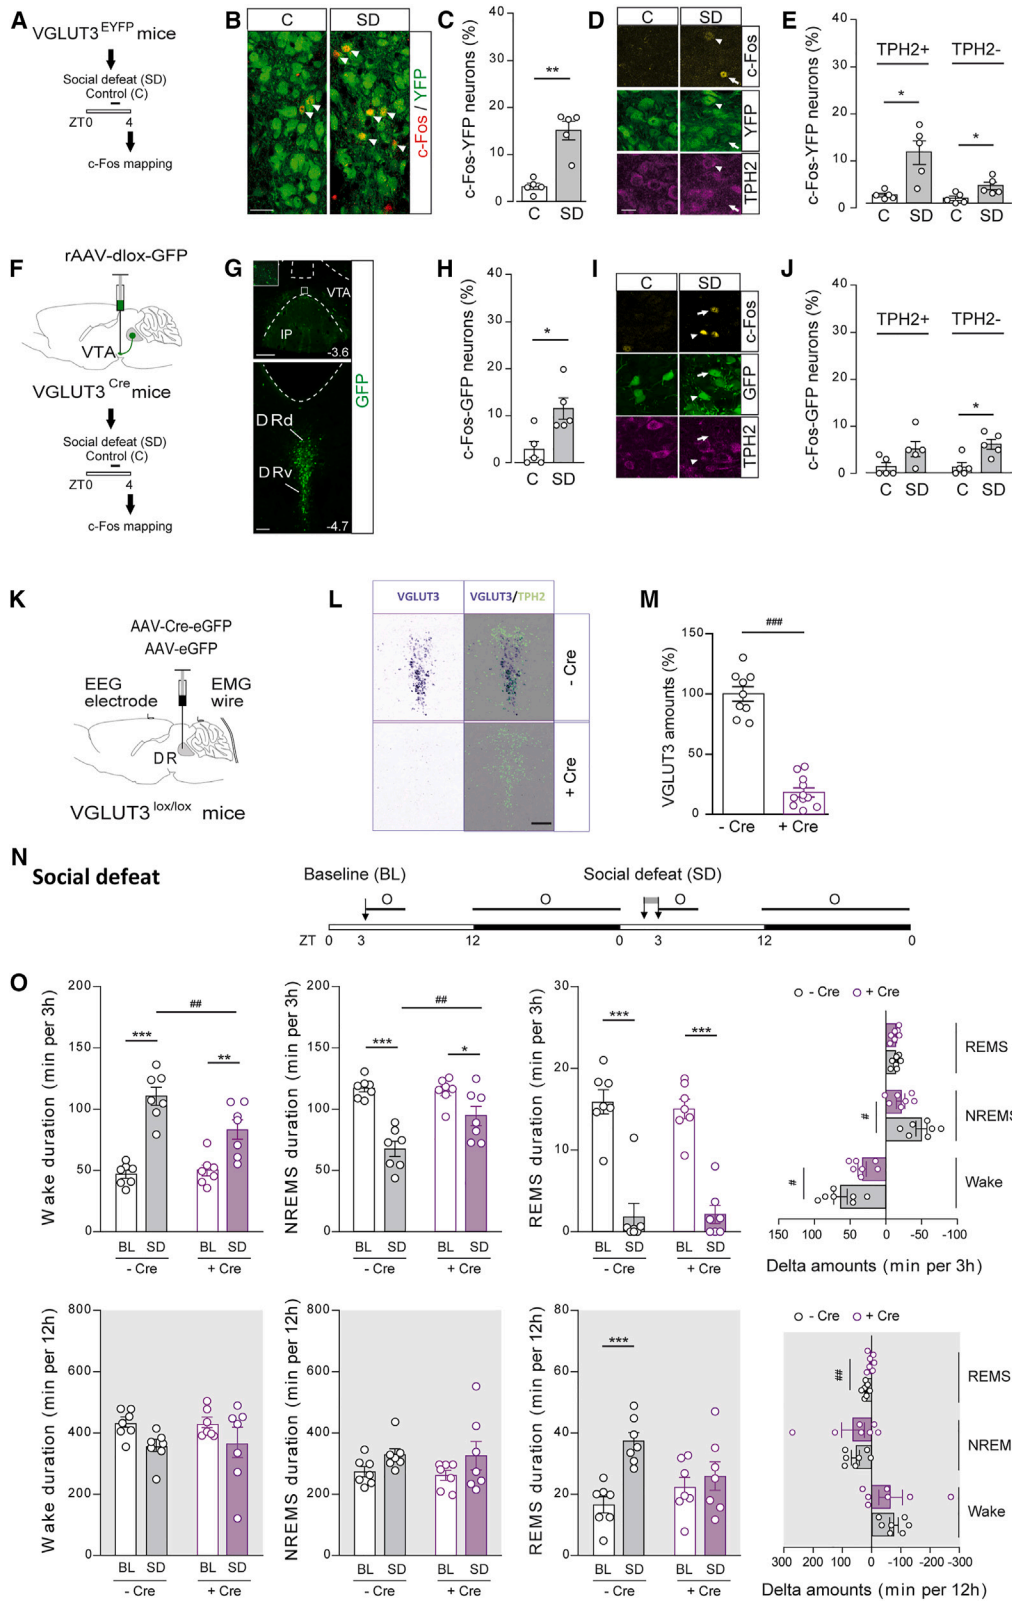 A
VGLUT3 EYFP mice
Social defeat (SD)
Control (C)
ZT0 4
c-Fos mapping
B
C SD
c-Fos / YFP
C
c-Fos-YFP neurons (%)
40
30
20
10
0
**
C SD
D
C SD
c-Fos
YFP
TPH2
E
c-Fos-YFP neurons (%)
40
30
20
10
0
TPH2+ TPH2-
* *
C SD C SD
F
rAAV-dlox-GFP
VTA
VGLUT3 Cre mice
Social defeat (SD)
Control (C)
ZT0 4
c-Fos mapping
G
VTA
IP
-3.6
DRd
DRv
-4.7
GFP
H
c-Fos-GFP neurons (%)
40
30
20
10
0
*
C SD
I
C SD
c-Fos
GFP
TPH2
J
c-Fos-GFP neurons (%)
40
30
20
10
0
TPH2+ TPH2-
*
C SD C SD
K
AAV-Cre-eGFP
AAV-eGFP
EEG electrode
EMG wire
DR
VGLUT3 lox/lox mice
L
VGLUT3 VGLUT3/TPH2
- Cre
+ Cre
M
VGLUT3 amounts (%)
150
100
50
0
###
- Cre + Cre
N
Social defeat
Baseline (BL) Social defeat (SD)
O O O O
ZT 0 3 12 0 3 12 0
O
Wake duration (min per 3h)
200
150
100
50
0
*** ** ##
BL SD BL SD
- Cre + Cre
NREMS duration (min per 3h)
200
150
100
50
0
*** * ##
BL SD BL SD
- Cre + Cre
REMS duration (min per 3h)
30
20
10
0
*** ***
BL SD BL SD
- Cre + Cre
- Cre + Cre
REMS
# NREMS
# Wake
150 100 50 0 -50 -100
Delta amounts (min per 3h)
Wake duration (min per 12h)
800
600
400
200
0
BL SD BL SD
- Cre + Cre
NREMS duration (min per 12h)
800
600
400
200
0
BL SD BL SD
- Cre + Cre
REMS duration (min per 12h)
80
60
40
20
0
***
BL SD BL SD
- Cre + Cre
- Cre + Cre
## REMS
NREM
Wake
300 200 100 0 -100 -200 -300
Delta amounts (min per 12h)